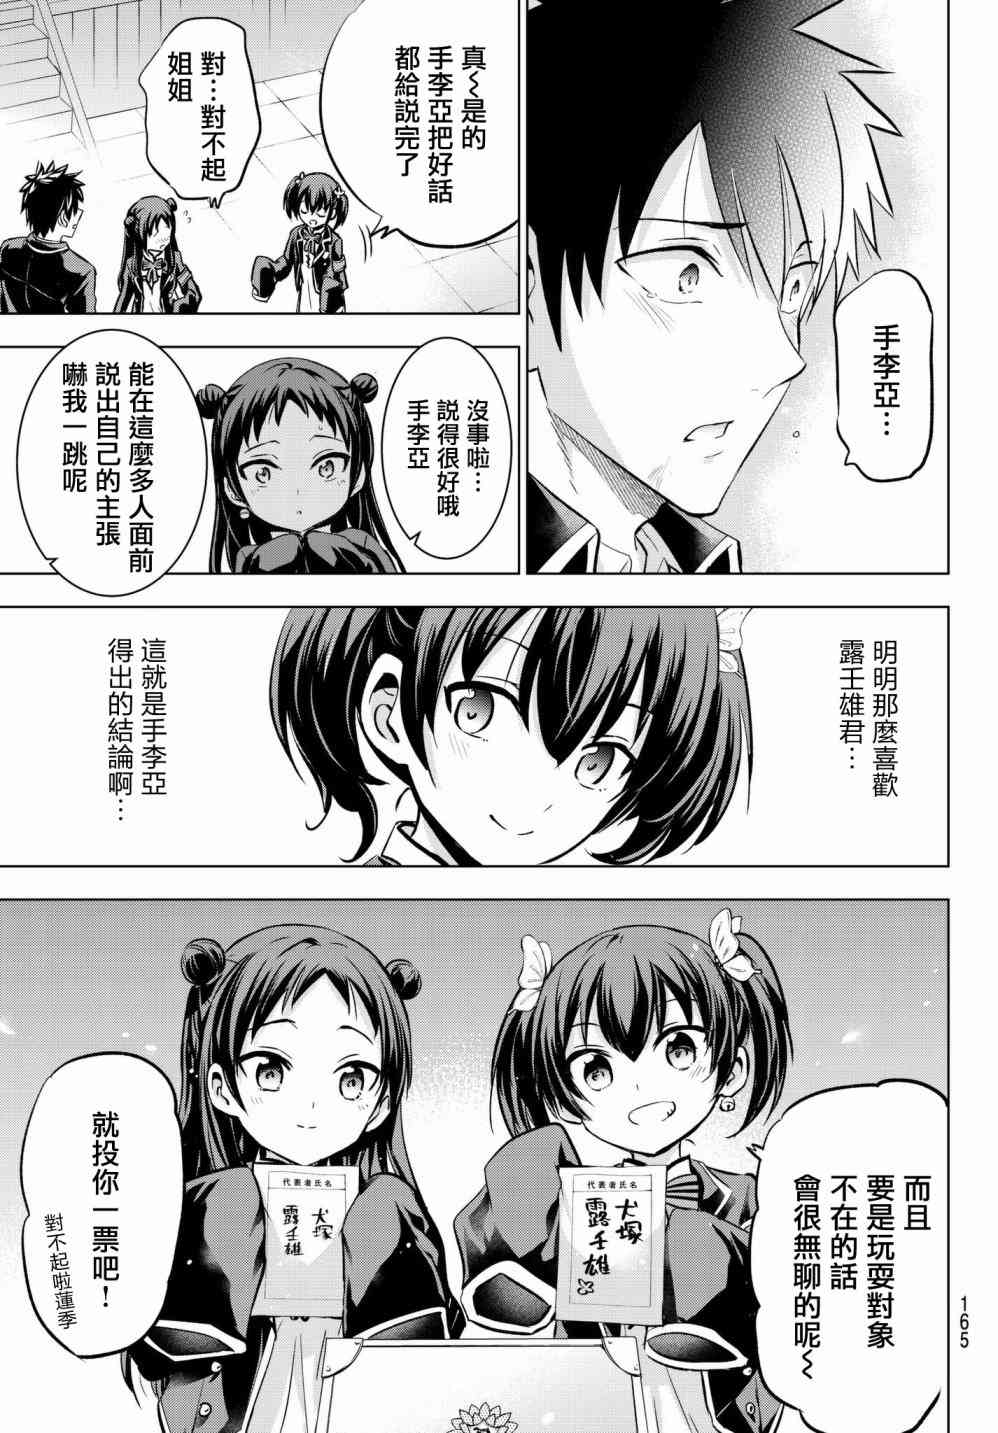 手李亞…
真～是的
手李亞把好話
都給説完了
對…對不起
姐姐
沒事啦…
説得很好哦
手李亞
能在這麼多人面前
説出自己的主張
嚇我一跳呢
明明那麼喜歡
露壬雄君…
這就是手李亞
得出的結論啊…
而且
要是玩耍對象
不在的話
會很無聊的呢～
代表者氏名
犬塚
露壬雄
代表者氏名
犬塚
露壬雄
就投你一票吧！
對不起啦蓮季
165